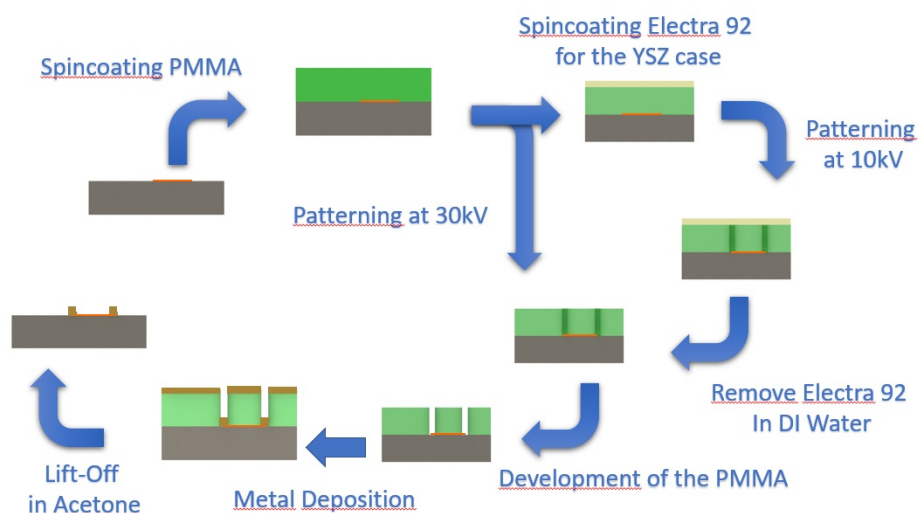 Spincoating PMMA
Spincoating Electra 92
for the YSZ case
Patterning
at 10kV
Patterning at 30kV
Remove Electra 92
In DI Water
Development of the PMMA
Metal Deposition
Lift-Off
in Acetone